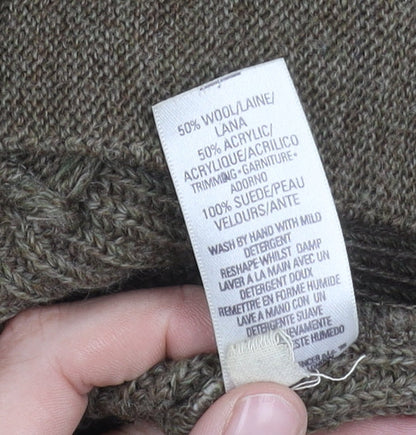 50% WOOL/LAINE/
LANA
50% ACRYLIC/
ACRYLIQUE/ACRILICO
TRIMMING•GARNITURE•
ADORNO
100% SUEDE/PEAU
VELOURS/ANTE
WASH BY HAND WITH MILD
DETERGENT
RESHAPE WHILST DAMP
LAVER A LA MAIN AVEC UN
DETERGENT DOUX
REMETTRE EN FORME HUMIDE
LAVE A MANO CON UN
DETERGENTE SUAVE
HUMEDO